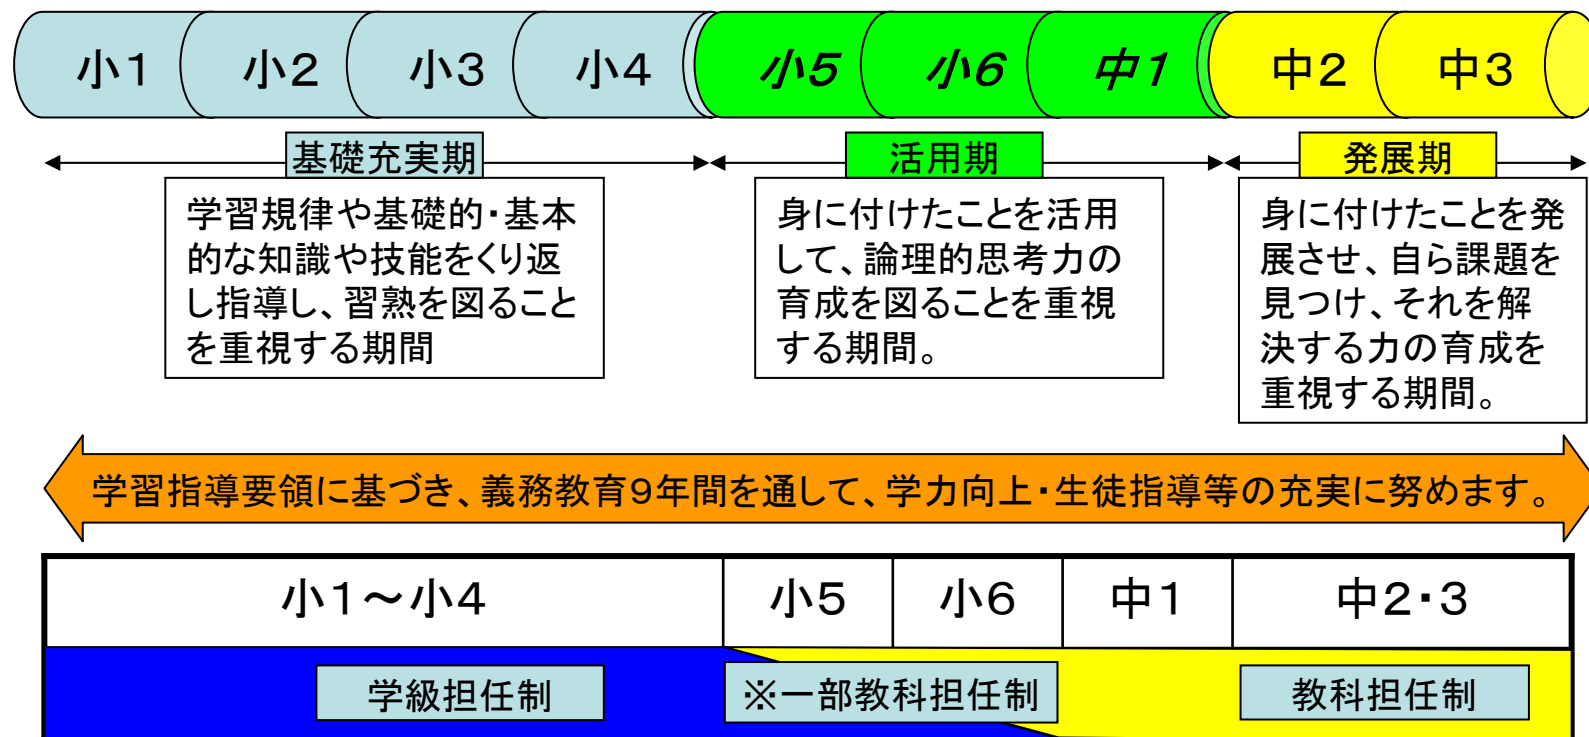 小1 小2 小3 小4 小5 小6 中1 中2 中3
基礎充実期
学習規律や基礎的・基本
的な知識や技能をくり返
し指導し、習熟を図ること
を重視する期間
活用期
身に付けたことを活用
して、論理的思考力の
育成を図ることを重視
する期間。
発展期
身に付けたことを発
展させ、自ら課題を
見つけ、それを解
決する力の育成を
重視する期間。
学習指導要領に基づき、義務教育9年間を通して、学力向上・生徒指導等の充実に努めます。
小1～小4 小5 小6 中1 中2・3
学級担任制 ※一部教科担任制 教科担任制